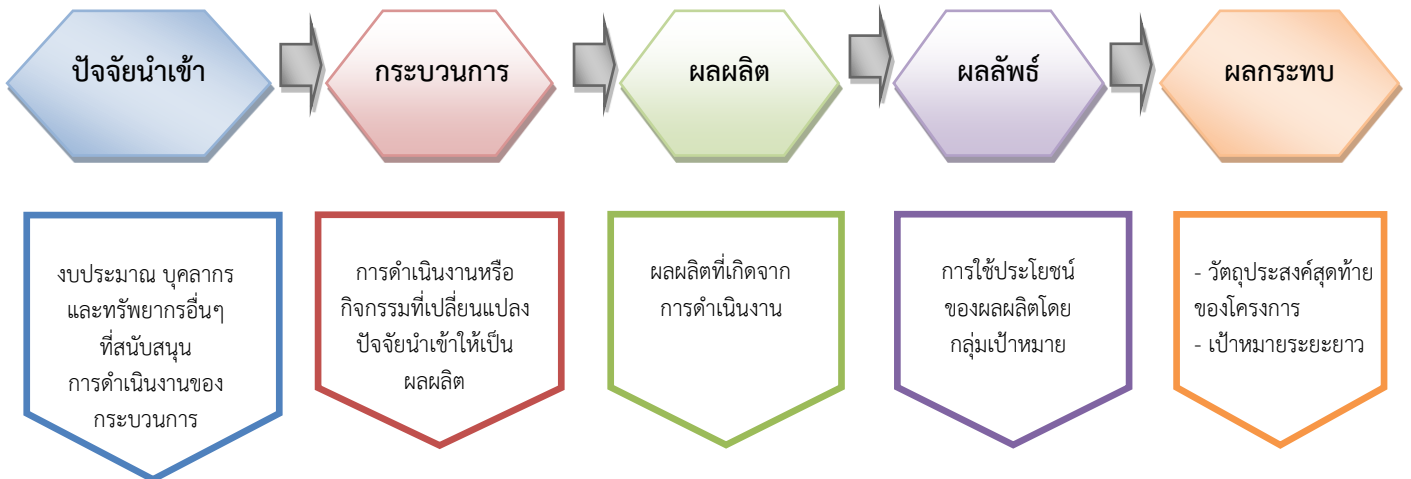 ปัจจัยนำเข้า
กระบวนการ
ผลผลิต
ผลลัพธ์
ผลกระทบ
งบประมาณ บุคลากร
และทรัพยากรอื่นๆ
ที่สนับสนุน
การดำเนินงานของ
กระบวนการ
การดำเนินงานหรือ
กิจกรรมที่เปลี่ยนแปลง
ปัจจัยนำเข้าให้เป็น
ผลผลิต
ผลผลิตที่เกิดจาก
การดำเนินงาน
การใช้ประโยชน์
ของผลผลิตโดย
กลุ่มเป้าหมาย
- วัตถุประสงค์สุดท้าย
ของโครงการ
- เป้าหมายระยะยาว